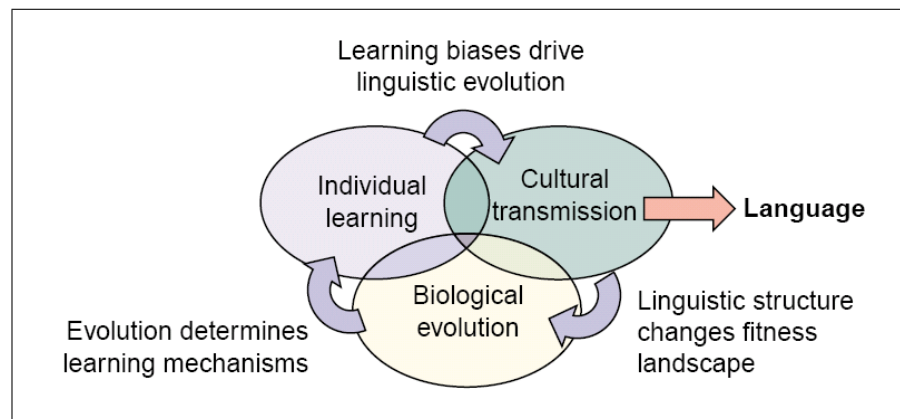 Learning biases drive
linguistic evolution
Individual
learning
Cultural
transmission
Language
Biological
evolution
Evolution determines
learning mechanisms
Linguistic structure
changes fitness
landscape